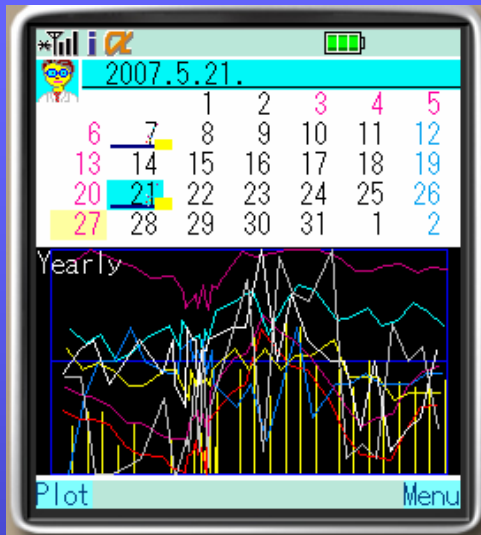 i α
2007.5.21.
1 2 3 4 5
6 7 8 9 10 11 12
13 14 15 16 17 18 19
20 21 22 23 24 25 26
27 28 29 30 31 1 2
Yearly
Plot Menu